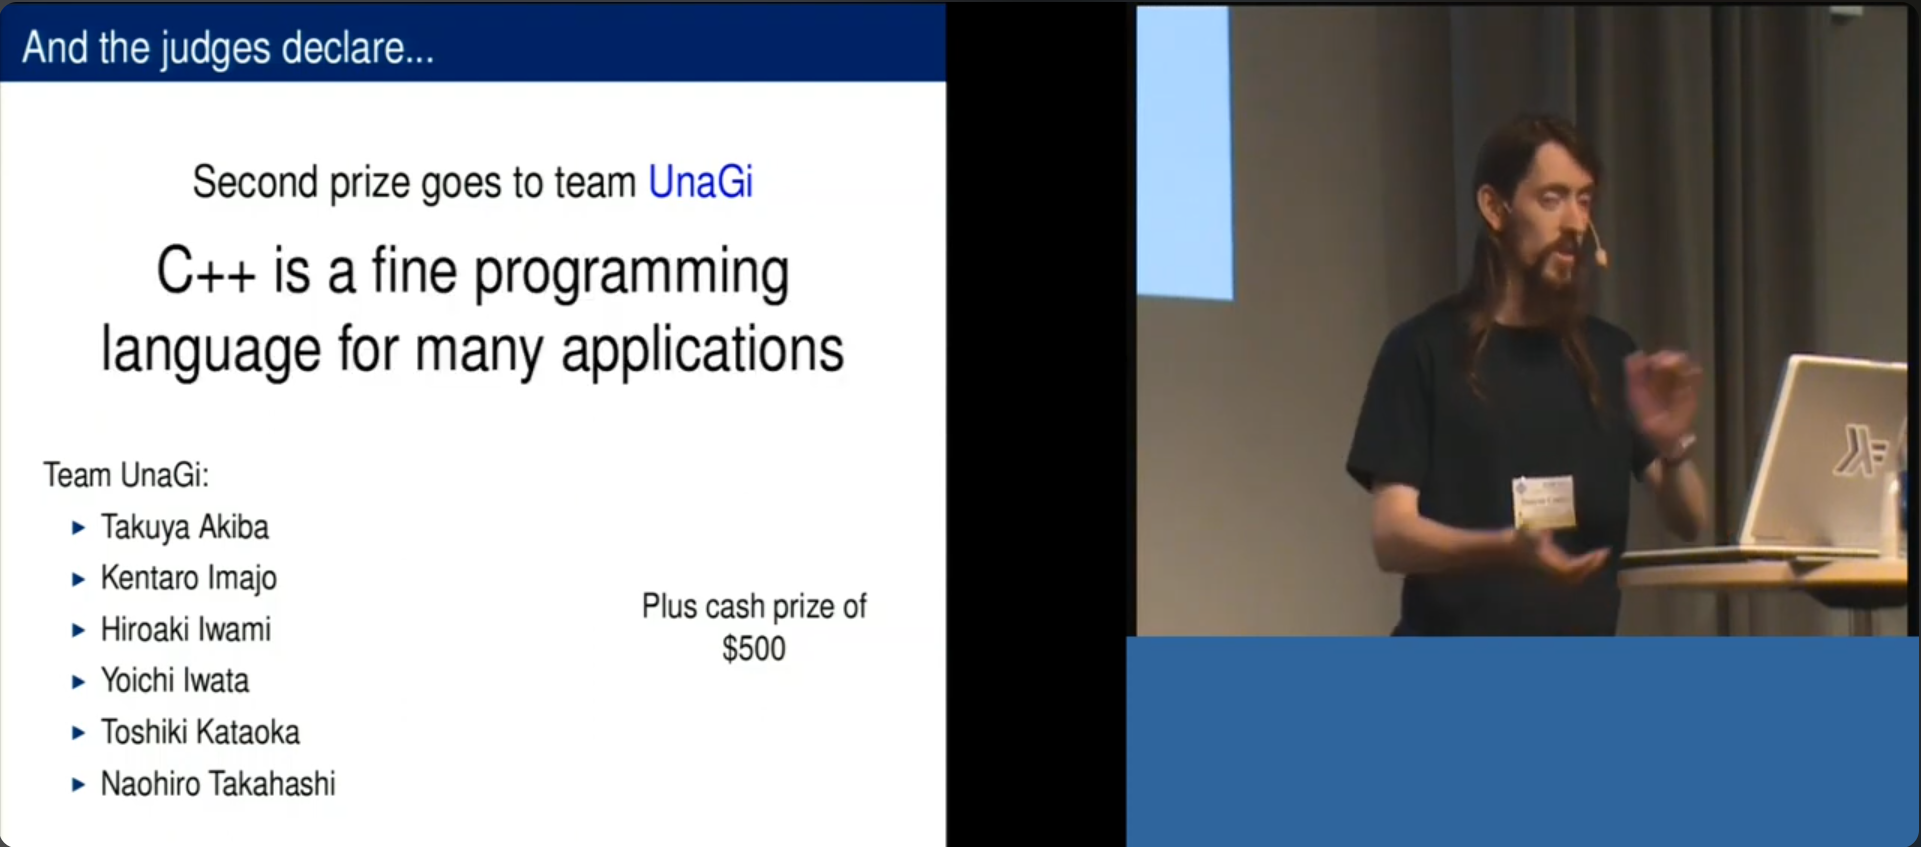 And the judges declare...
Second prize goes to team UnaGi
C++ is a fine programming
language for many applications
Team UnaGi:
Takuya Akiba
Kentaro Imajo
Hiroaki Iwami
Yoichi Iwata
Toshiki Kataoka
Naohiro Takahashi
Plus cash prize of
$500